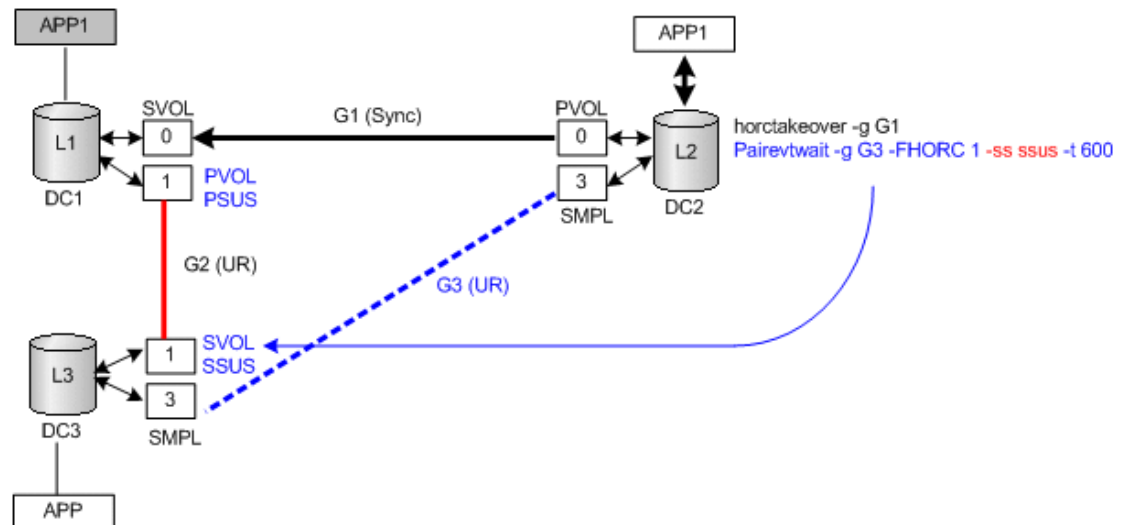 APP1
APP1
SVOL
G1 (Sync)
PVOL
L1
0
0
L2
horctakeover -g G1
Pairevtwait -g G3 -FHORC 1 -ss ssus -t 600
1
PVOL
PSUS
3
DC1
SMPL
DC2
G2 (UR)
G3 (UR)
L3
1
SVOL
SSUS
3
DC3
SMPL
APP